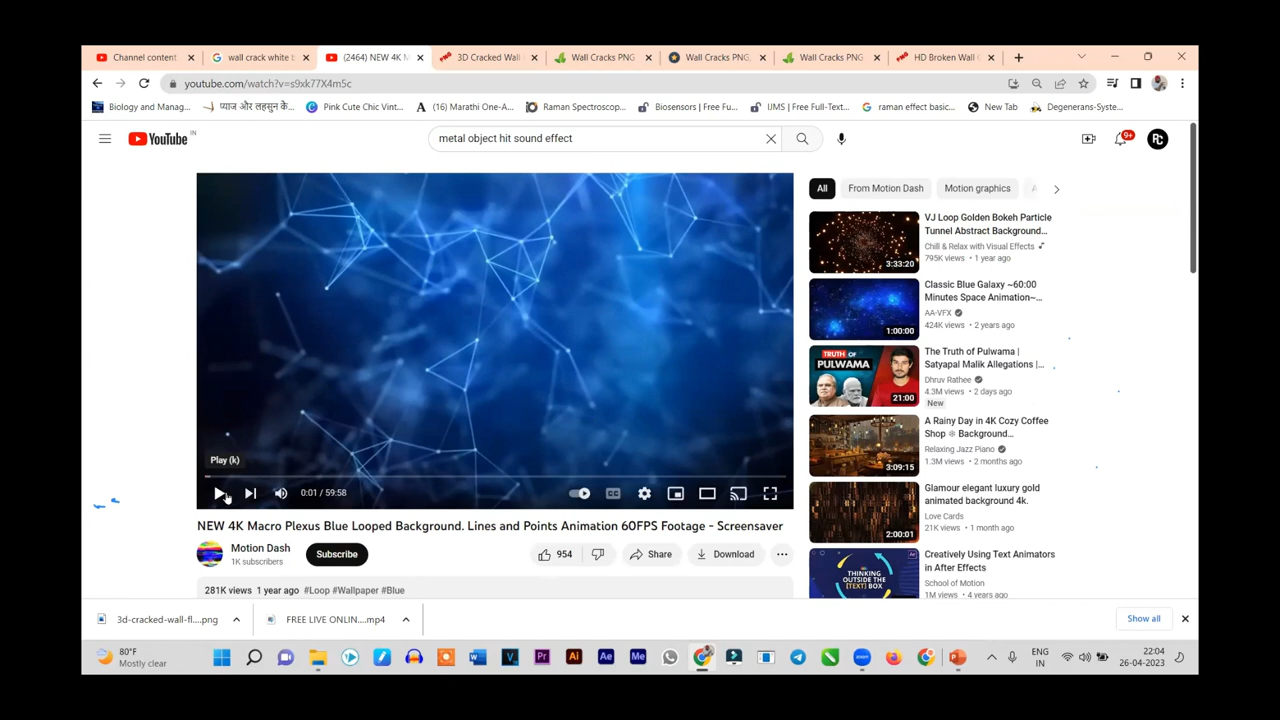 Channel content
wall crack white b
(2464) NEW 4K M
3D Cracked Wall
Wall Cracks PNG
Wall Cracks PNG,
Wall Cracks PNG
HD Broken Wall
youtube.com/watch?v=s9xk77X4m5c
Biology and Manag...
प्याज और लहसुन के...
Pink Cute Chic Vint...
(106) Marathi One-A...
Raman Spectroscop...
Biosensors | Free Fu...
IJMS | Free Full-Text...
raman effect basic...
New Tab
Degenerans-Syste...
YouTube IN
metal object hit sound effect
9+
All
From Motion Dash
Motion graphics
Play (k)
0:01 / 59:58
NEW 4K Macro Plexus Blue Looped Background. Lines and Points Animation 60FPS Footage - Screensaver
Motion Dash
1K subscribers
Subscribe
954
Share
Download
281K views 1 year ago #Loop #Wallpaper #Blue
VJ Loop Golden Bokeh Particle
Tunnel Abstract Background...
Chill & Relax with Visual Effects
795K views • 1 year ago
3:33:20
Classic Blue Galaxy ~60:00
Minutes Space Animation~...
AA-VFX
424K views • 2 years ago
1:00:00
TRUTH OF
PULWAMA
21:00
The Truth of Pulwama |
Satyapal Malik Allegations |...
Dhruv Rathee
4.3M views • 2 days ago
New
A Rainy Day in 4K Cozy Coffee
Shop ❄ Background...
Relaxing Jazz Piano
1.3M views • 2 months ago
3:09:15
Glamour elegant luxury gold
animated background 4k.
Love Cards
21K views • 1 month ago
2:00:01
THINKING
OUTSIDE THE
[TEXT] BOX
Creatively Using Text Animators
in After Effects
School of Motion
1M views • 4 years ago
3d-cracked-wall-fl....png
FREE LIVE ONLIN....mp4
Show all
80°F
Mostly clear
ENG
IN
22:04
26-04-2023